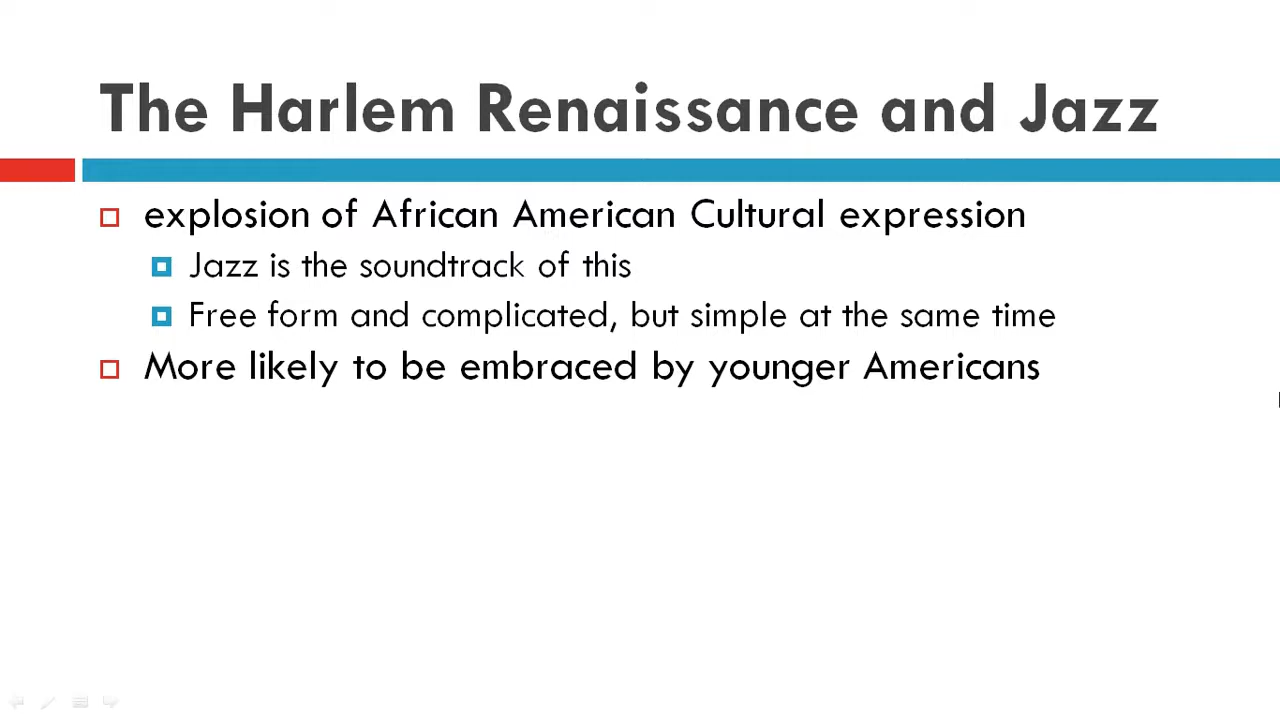 The Harlem Renaissance and Jazz
explosion of African American Cultural expression
Jazz is the soundtrack of this
Free form and complicated, but simple at the same time
More likely to be embraced by younger Americans